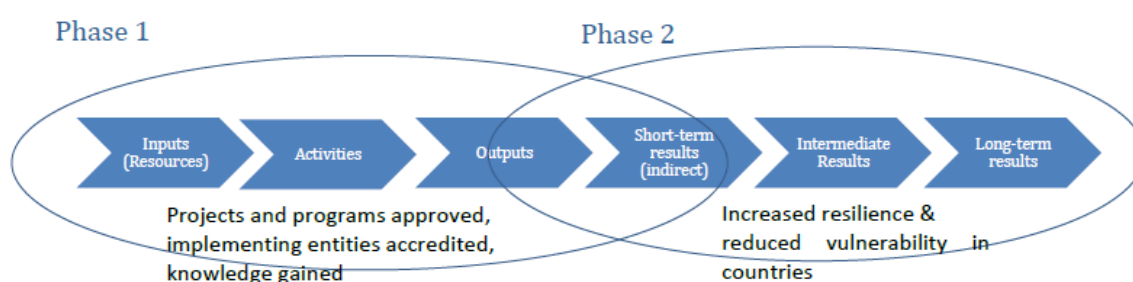 Phase 1
Phase 2
Inputs
(Resources)
Activities
Outputs
Short-term
results
(indirect)
Intermediate
Results
Long-term
results
Projects and programs approved,
implementing entities accredited,
knowledge gained
Increased resilience &
reduced vulnerability in
countries